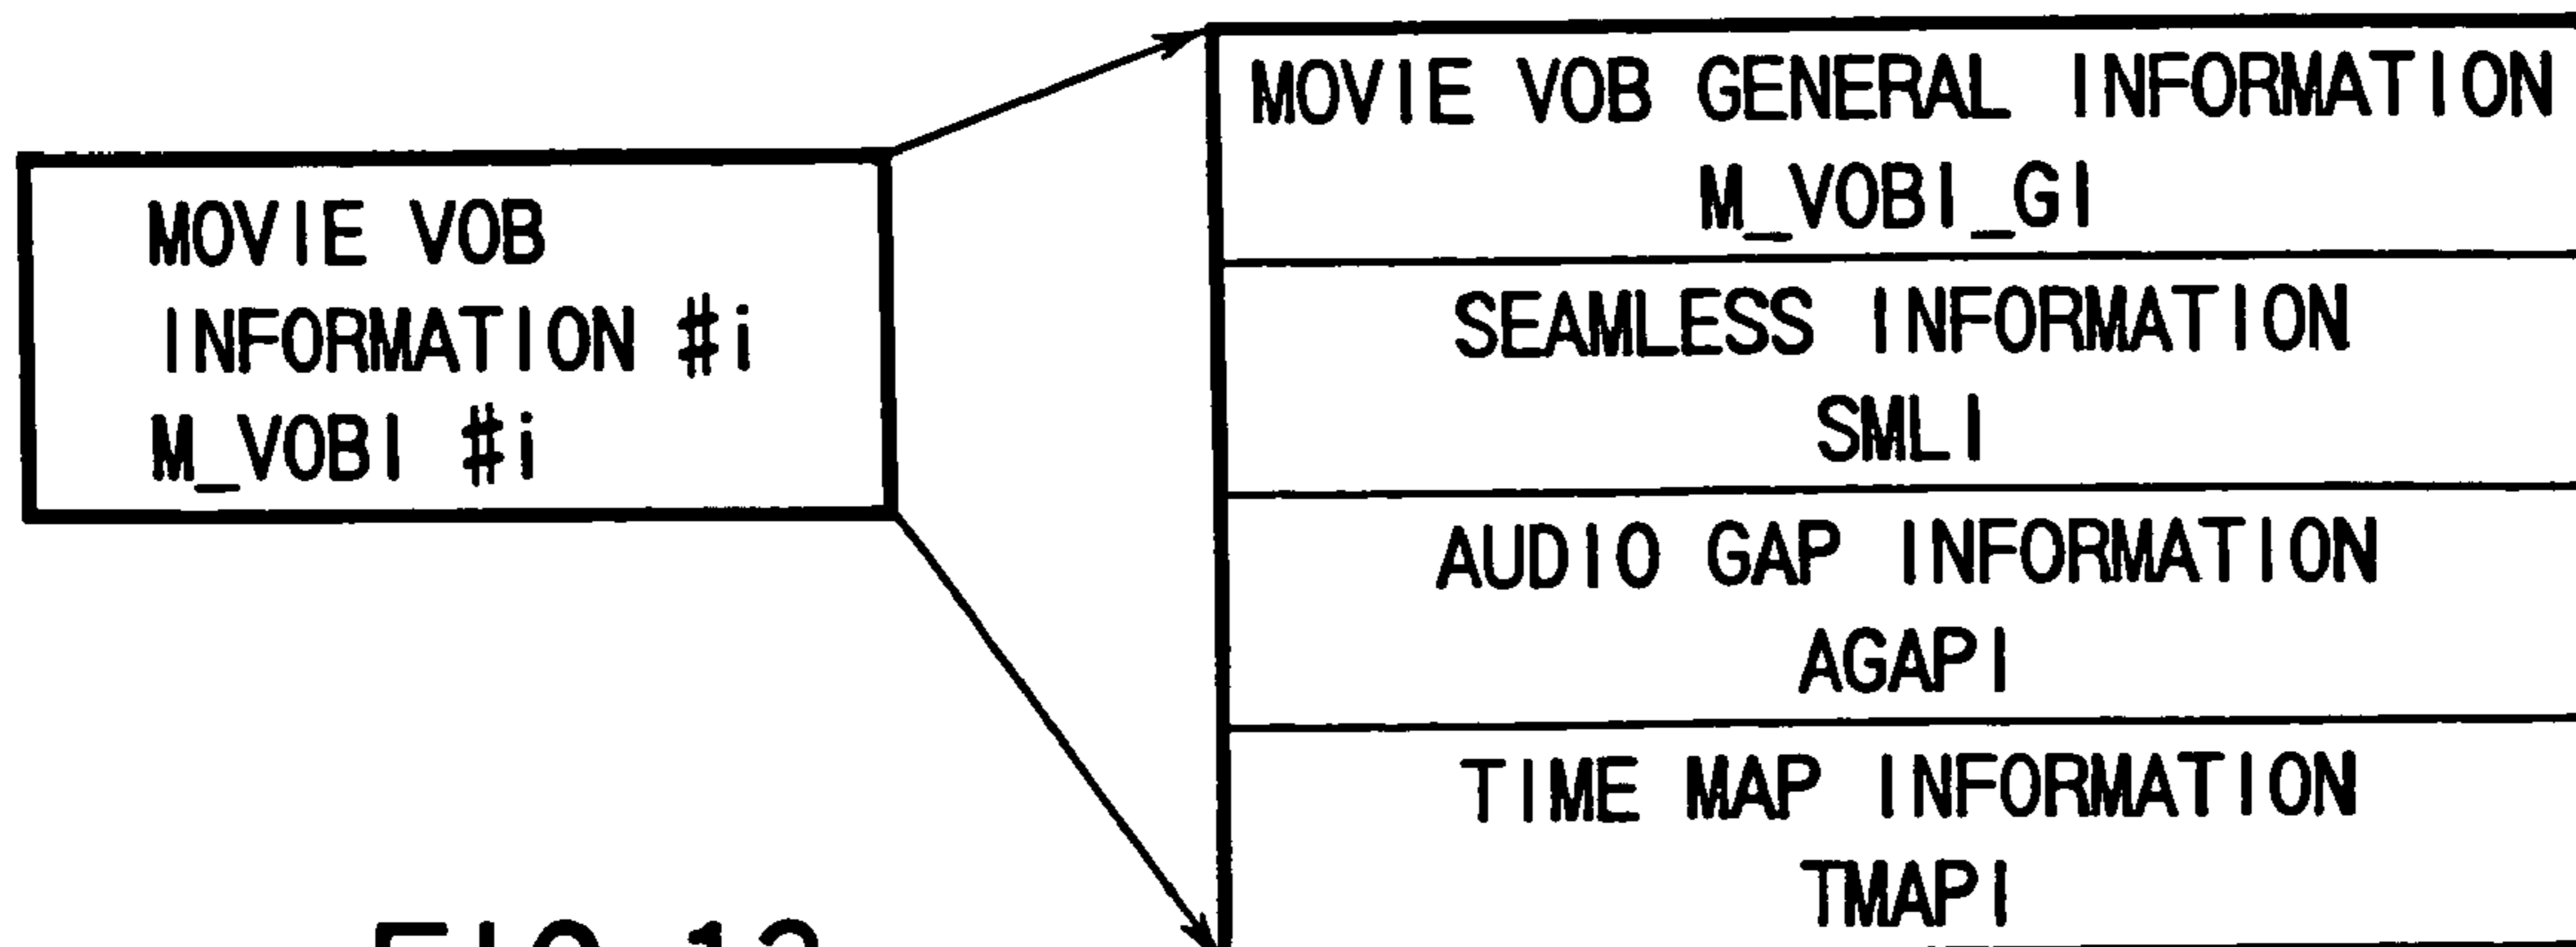 MOVIE VOB
INFORMATION #i
M_VOBI #i
MOVIE VOB GENERAL INFORMATION
M_VOBI_GI
SEAMLESS INFORMATION
SMLI
AUDIO GAP INFORMATION
AGAPI
TIME MAP INFORMATION
TMAPI